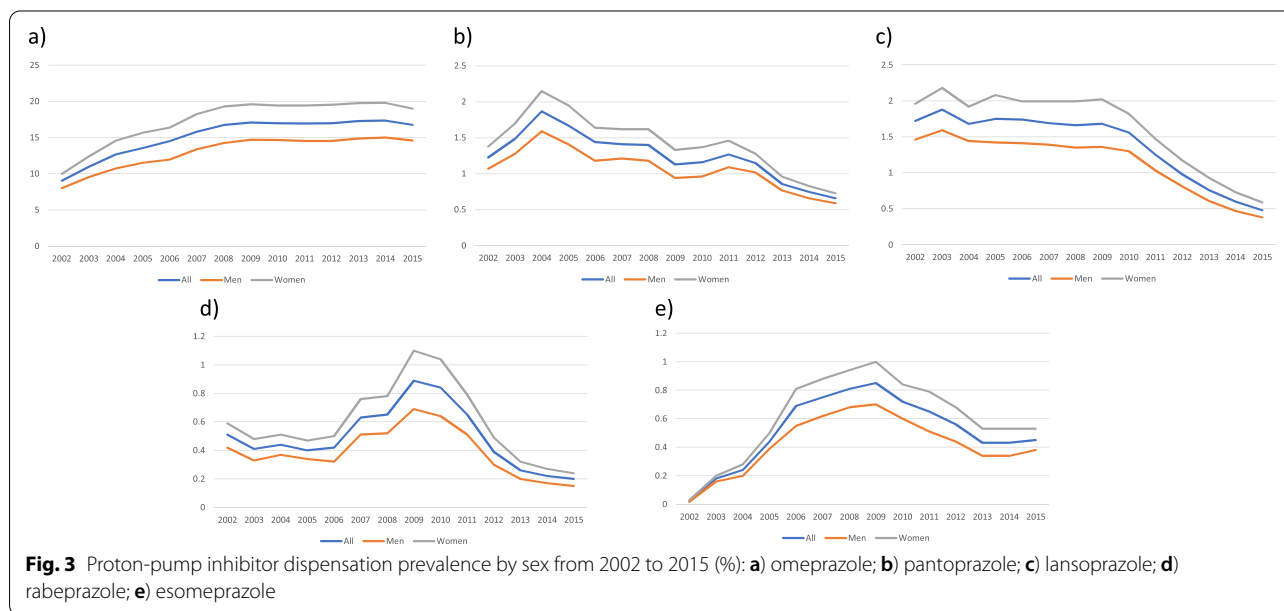 a)
25
20
15
10
5
0
2002 2003 2004 2005 2006 2007 2008 2009 2010 2011 2012 2013 2014 2015
All Men Women
b)
2.5
2
1.5
1
0.5
0
2002 2003 2004 2005 2006 2007 2008 2009 2010 2011 2012 2013 2014 2015
All Men Women
c)
2.5
2
1.5
1
0.5
0
2002 2003 2004 2005 2006 2007 2008 2009 2010 2011 2012 2013 2014 2015
All Men Women
d)
1.2
1
0.8
0.6
0.4
0.2
0
2002 2003 2004 2005 2006 2007 2008 2009 2010 2011 2012 2013 2014 2015
All Men Women
e)
1.2
1
0.8
0.6
0.4
0.2
0
2002 2003 2004 2005 2006 2007 2008 2009 2010 2011 2012 2013 2014 2015
All Men Women
Fig. 3 Proton-pump inhibitor dispensation prevalence by sex from 2002 to 2015 (%): a) omeprazole; b) pantoprazole; c) lansoprazole; d)
rabeprazole; e) esomeprazole